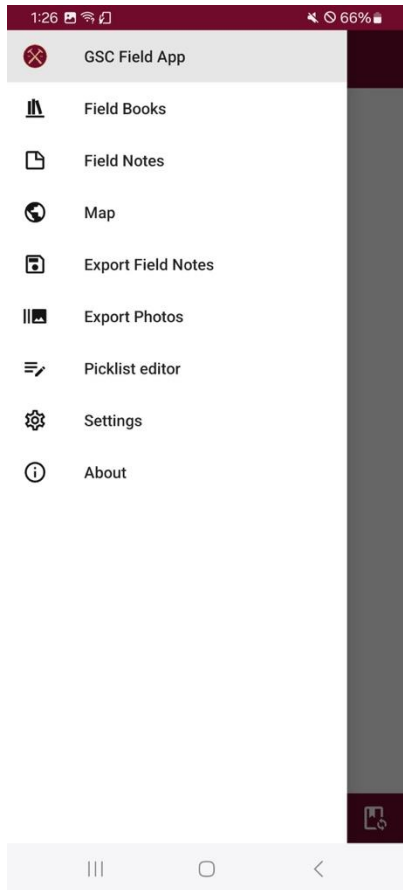 1:26 66%
GSC Field App
Field Books
Field Notes
Map
Export Field Notes
Export Photos
Picklist editor
Settings
About